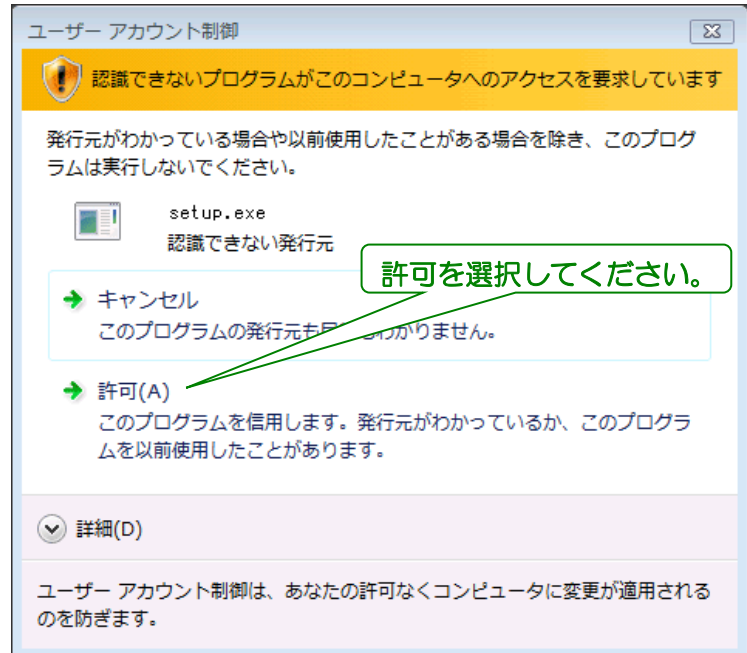 ユーザー アカウント制御
認識できないプログラムがこのコンピュータへのアクセスを要求しています
発行元がわかっている場合や以前使用したことがある場合を除き、このプログ
ラムは実行しないでください。
setup.exe
認識できない発行元
許可を選択してください。
キャンセル
このプログラムの発行元も わかりません。
許可(A)
このプログラムを信用します。発行元がわかっているか、このプログラ
ムを以前使用したことがあります。
詳細(D)
ユーザー アカウント制御は、あなたの許可なくコンピュータに変更が適用される
のを防ぎます。